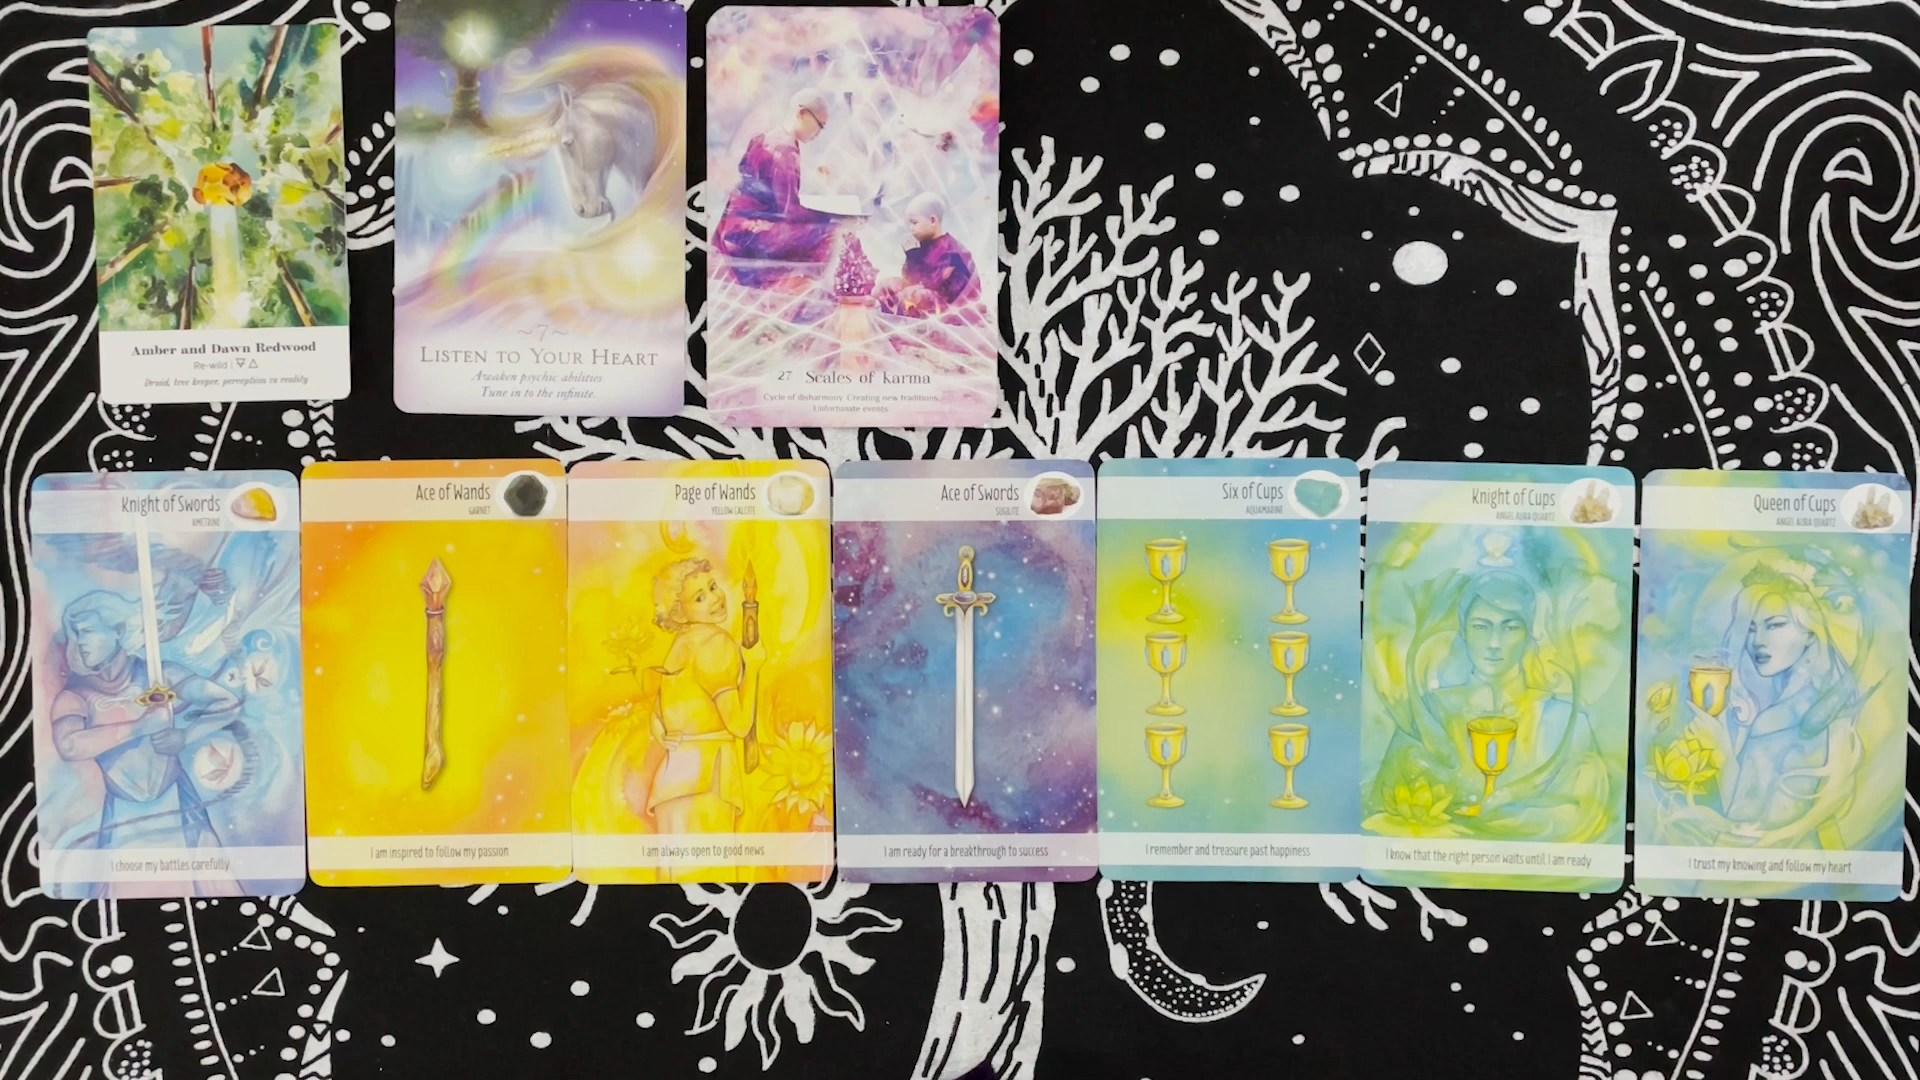 Amber and Dawn Redwood
Re-wild | ▽ △
Druid, tree keeper, perception vs reality
~7~
LISTEN TO YOUR HEART
Awaken psychic abilities.
Tune in to the infinite.
27 Scales of karma
Cycle of disharmony Creating new traditions.
Unfortunate events
Knight of Swords
AMETRINE
I choose my battles carefully
Ace of Wands
GARNET
I am inspired to follow my passion
Page of Wands
YELLOW CALCITE
I am always open to good news
Ace of Swords
SUGILITE
I am ready for a breakthrough to success
Six of Cups
AQUAMARINE
I remember and treasure past happiness
Knight of Cups
ANGEL AURA QUARTZ
I know that the right person waits until I am ready
Queen of Cups
ANGEL AURA QUARTZ
I trust my knowing and follow my heart